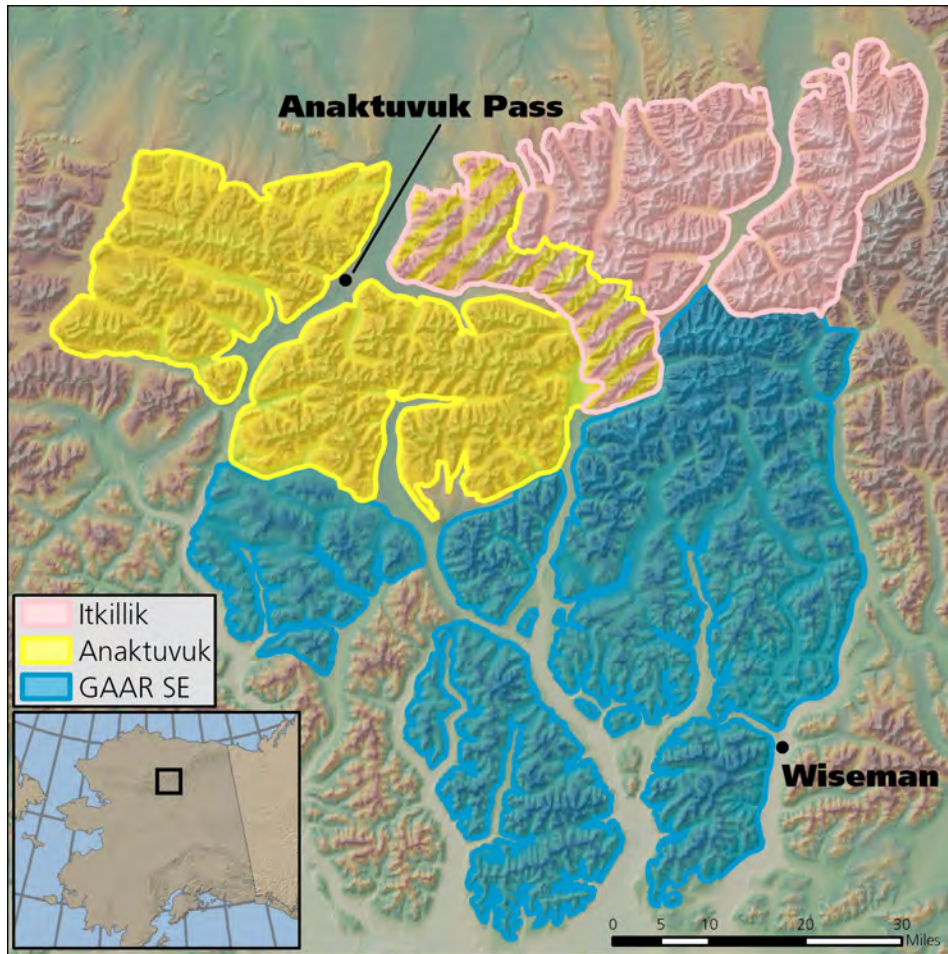 Anaktuvuk Pass
Itkillik
Anaktuvuk
GAAR SE
Wiseman
0 5 10 20 30
Miles